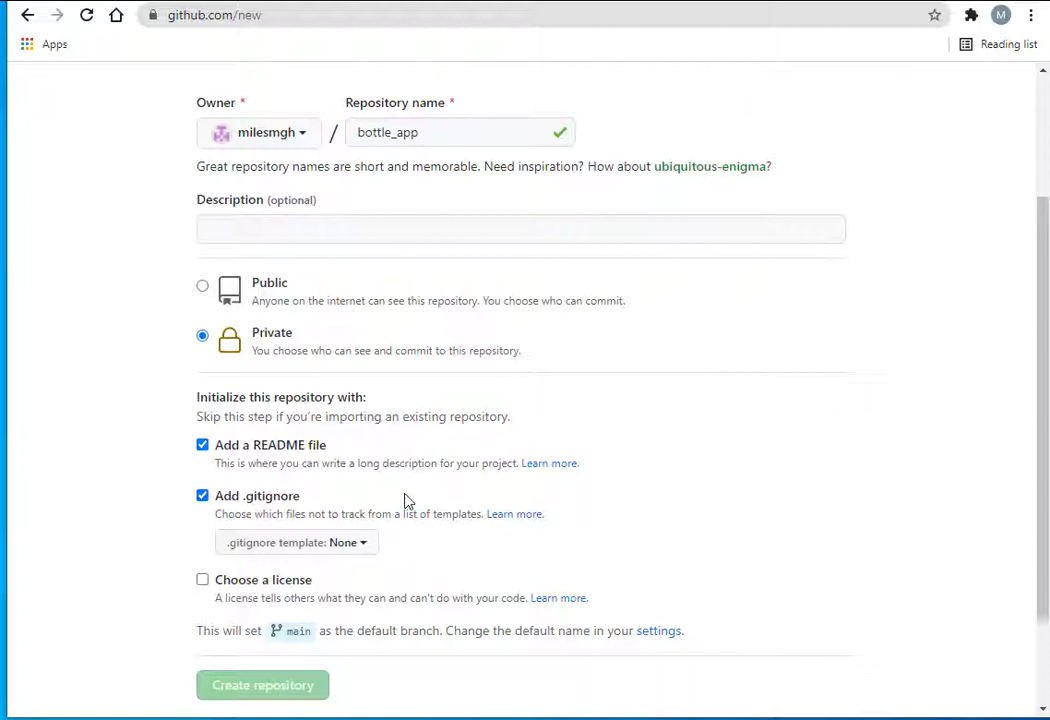 github.com/new
M
Apps
Reading list
Owner * Repository name *
milesmgh / bottle_app
Great repository names are short and memorable. Need inspiration? How about ubiquitous-enigma?
Description (optional)
Public
Anyone on the internet can see this repository. You choose who can commit.
Private
You choose who can see and commit to this repository.
Initialize this repository with:
Skip this step if you're importing an existing repository.
Add a README file
This is where you can write a long description for your project. Learn more.
Add .gitignore
Choose which files not to track from a list of templates. Learn more.
.gitignore template: None
Choose a license
A license tells others what they can and can't do with your code. Learn more.
This will set main as the default branch. Change the default name in your settings.
Create repository